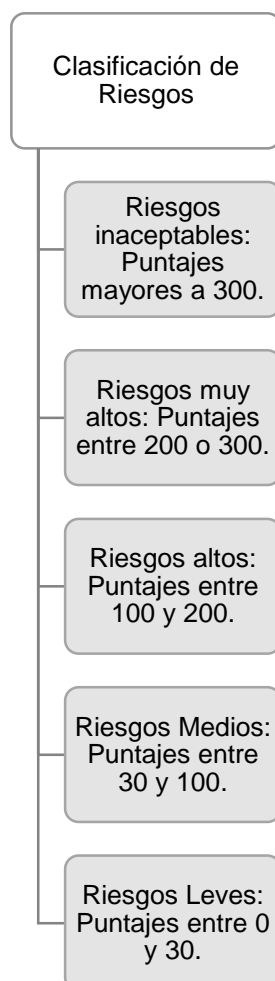 Clasificación de
Riesgos
Riesgos
inaceptables:
Puntajes
mayores a 300.
Riesgos muy
altos: Puntajes
entre 200 o 300.
Riesgos altos:
Puntajes entre
100 y 200.
Riesgos Medios:
Puntajes entre
30 y 100.
Riesgos Leves:
Puntajes entre 0
y 30.